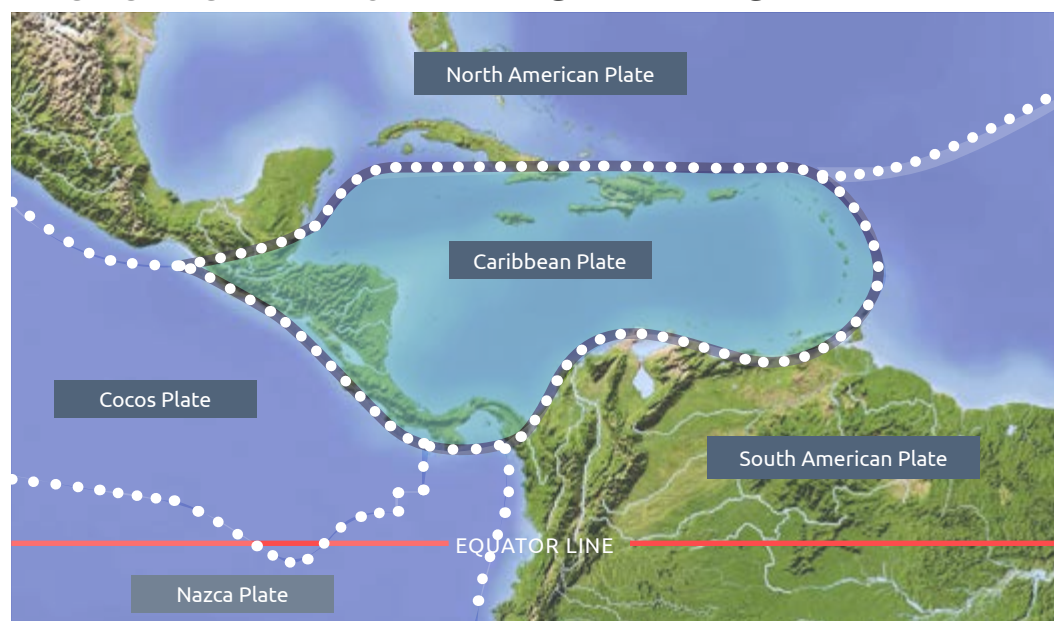 North American Plate
Caribbean Plate
Cocos Plate
South American Plate
EQUATOR LINE
Nazca Plate